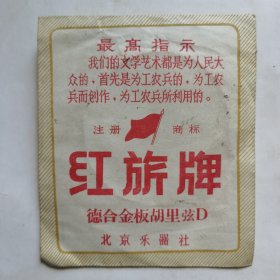 最高指示
我们的文学艺术都是为人民大
众的，首先是为工农兵的，为工农
兵而创作，为工农兵所利用的。
注册 商标
红旗牌
德合金板胡里弦D
北京乐器社